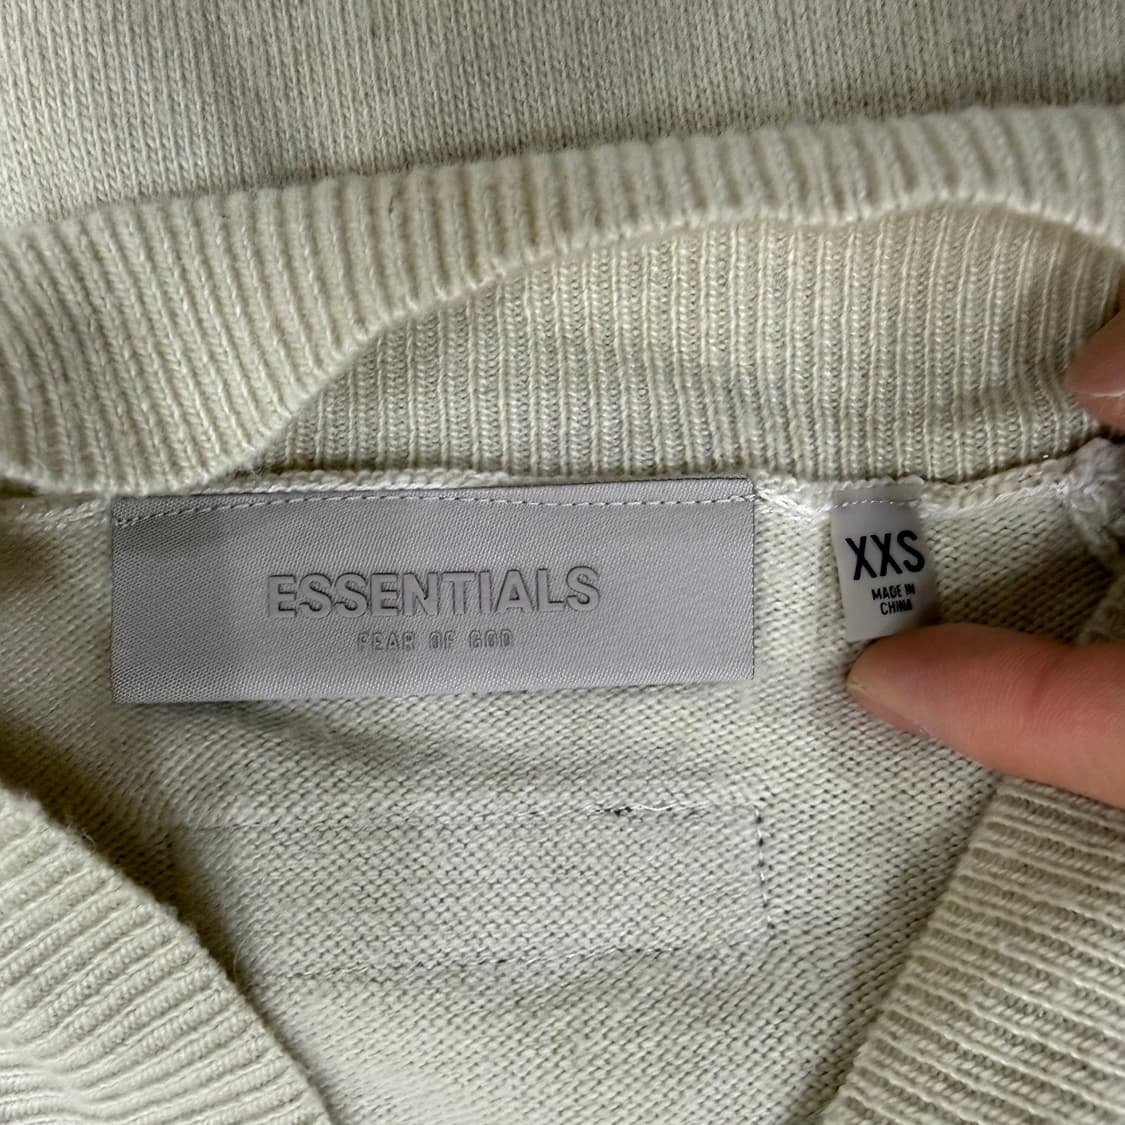 ESSENTIALS
FEAR OF GOD
XXS
MADE IN
CHINA